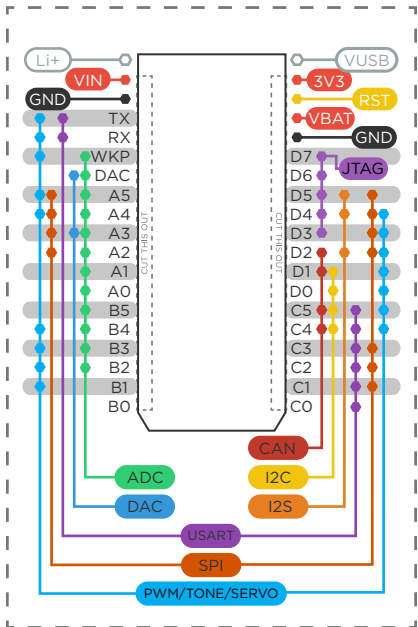 Li+ VUSB
VIN 3V3
RST
GND VBAT
GND
TX
RX
WKP D7 JTAG
DAC D6
A5 D5
A4 D4
A3 D3
A2 D2
A1 D1
A0 D0
B5 C5
B4 C4
B3 C3
B2 C2
B1 C1
B0 C0
CUT THIS OUT
CUT THIS OUT
CAN
ADC I2C
DAC I2S
USART
SPI
PWM/TONE/SERVO